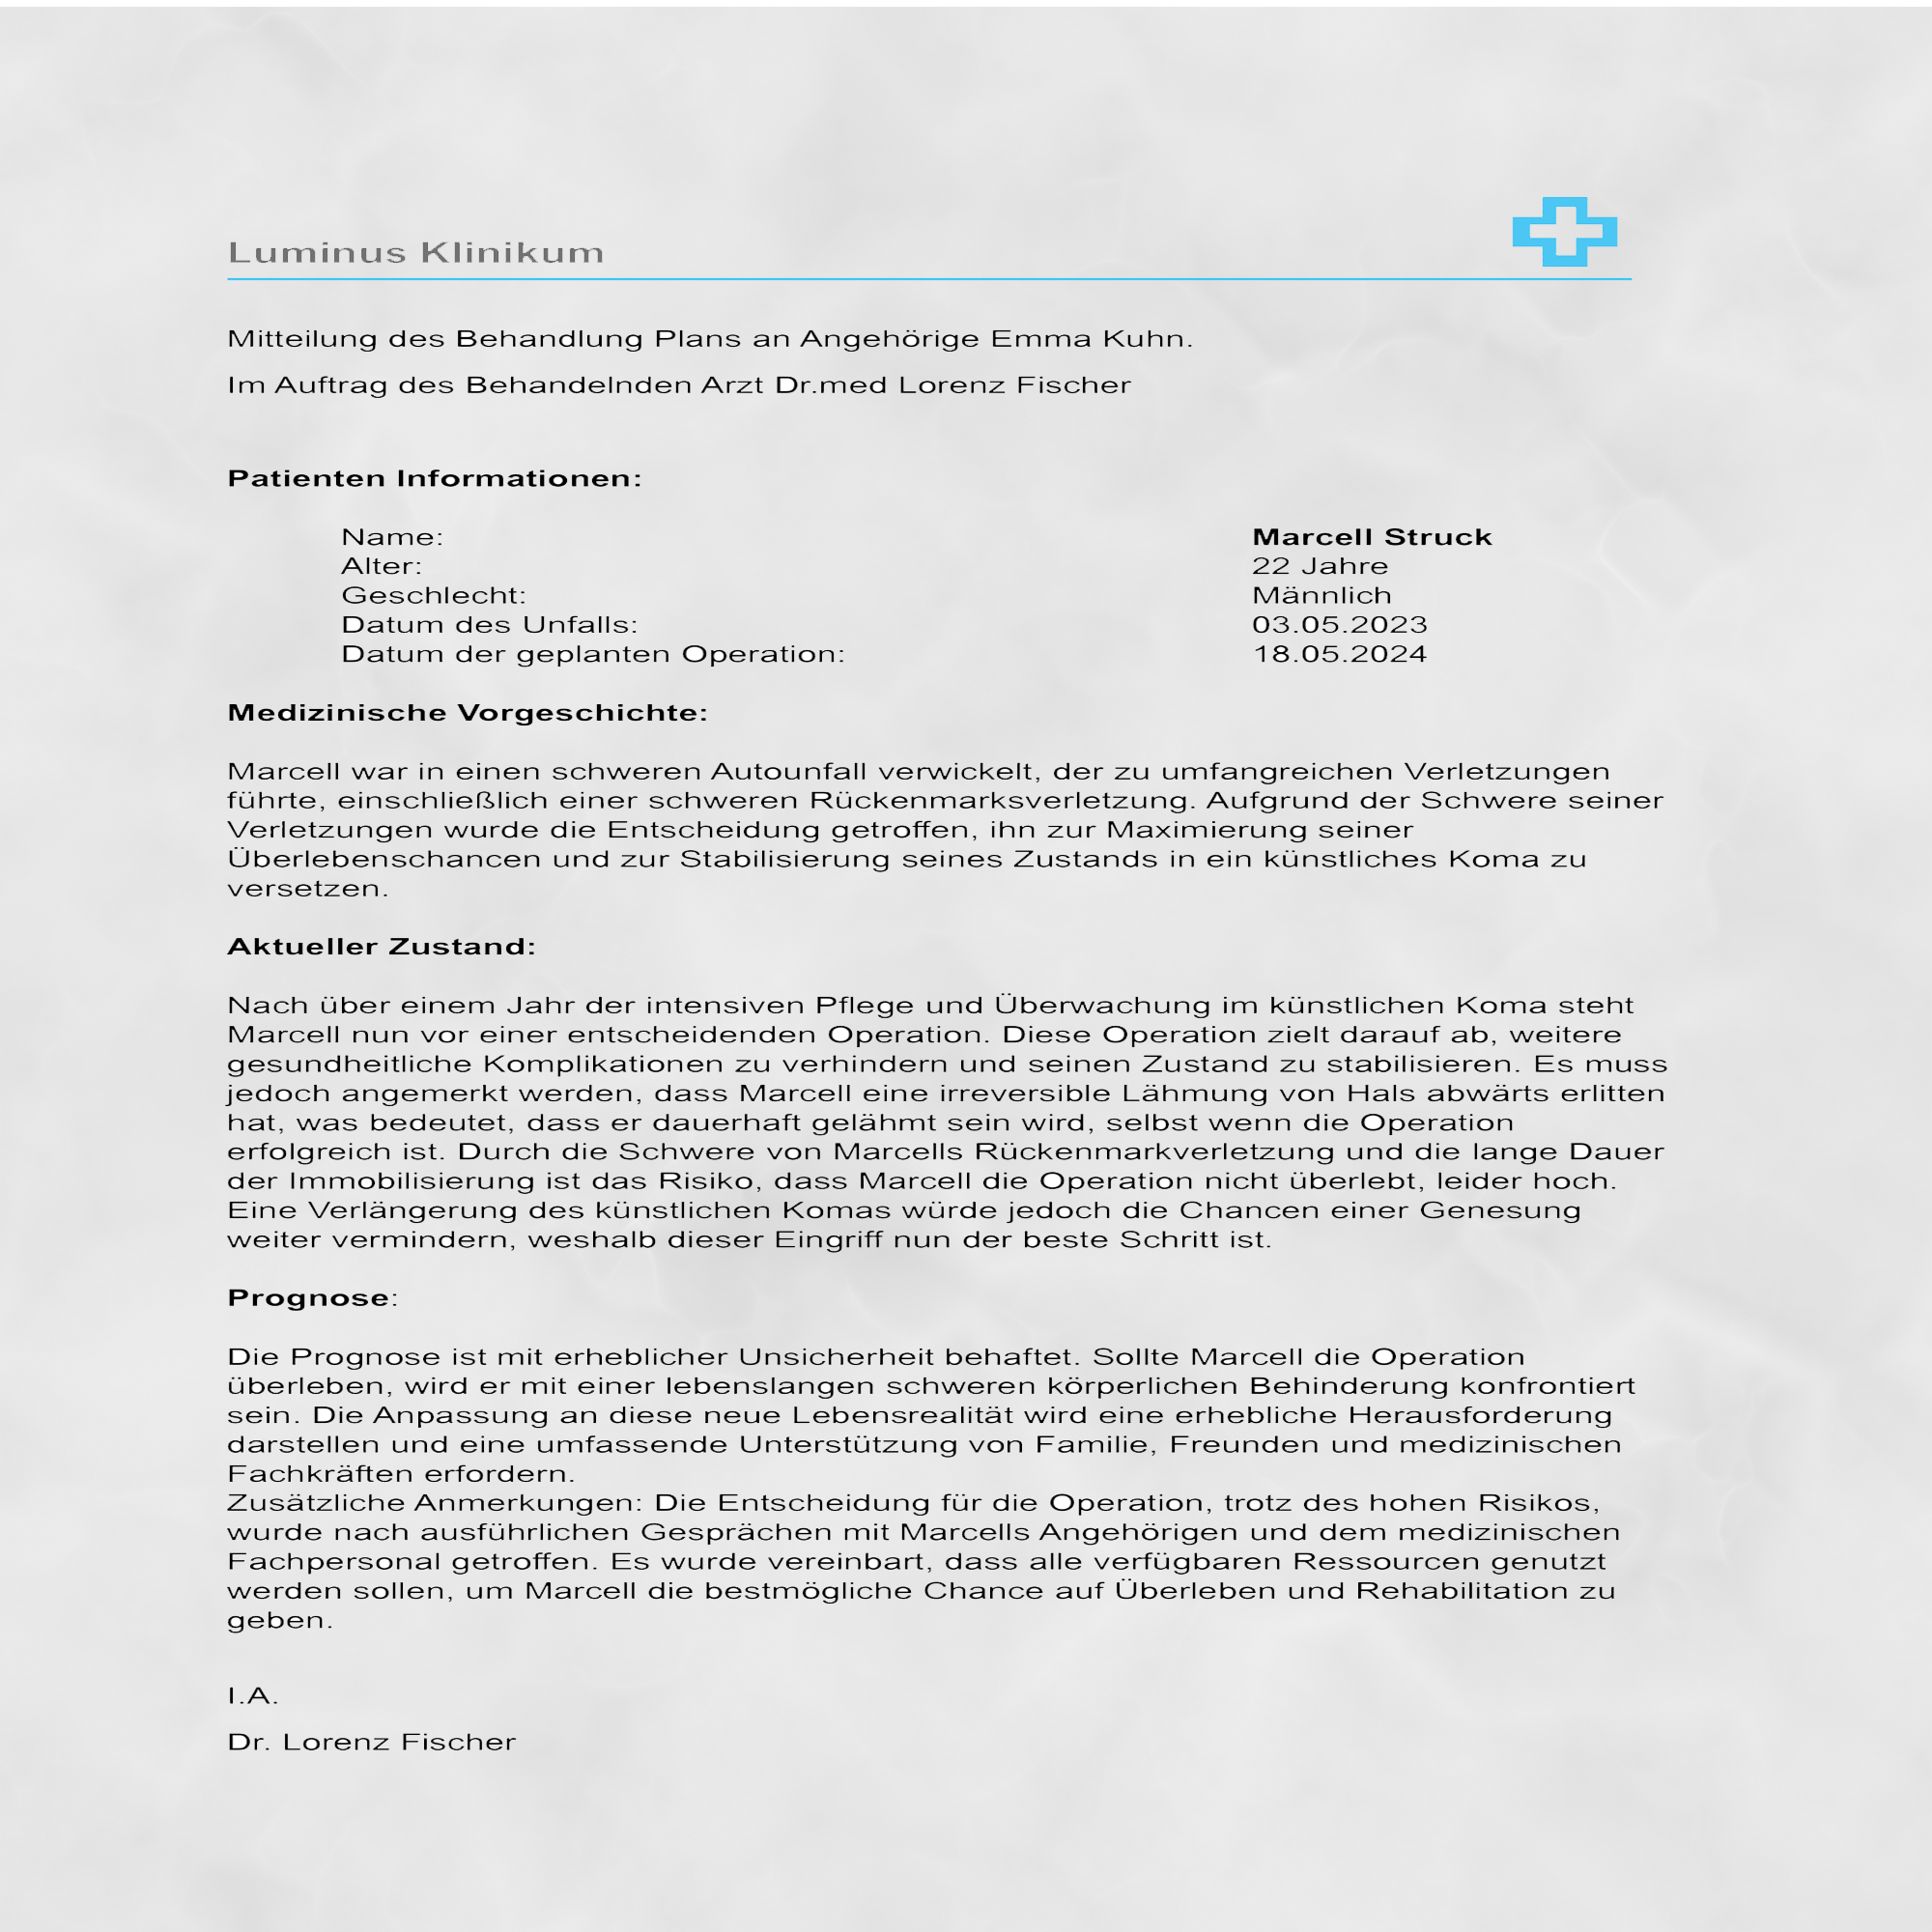 Luminus Klinikum
Mitteilung des Behandlung Plans an Angehörige Emma Kuhn.
Im Auftrag des Behandelnden Arzt Dr.med Lorenz Fischer
Patienten Informationen:
Name: Marcell Struck
Alter: 22 Jahre
Geschlecht: Männlich
Datum des Unfalls: 03.05.2023
Datum der geplanten Operation: 18.05.2024
Medizinische Vorgeschichte:
Marcell war in einen schweren Autounfall verwickelt, der zu umfangreichen Verletzungen
führte, einschließlich einer schweren Rückenmarksverletzung. Aufgrund der Schwere seiner
Verletzungen wurde die Entscheidung getroffen, ihn zur Maximierung seiner
Überlebenschancen und zur Stabilisierung seines Zustands in ein künstliches Koma zu
versetzen.
Aktueller Zustand:
Nach über einem Jahr der intensiven Pflege und Überwachung im künstlichen Koma steht
Marcell nun vor einer entscheidenden Operation. Diese Operation zielt darauf ab, weitere
gesundheitliche Komplikationen zu verhindern und seinen Zustand zu stabilisieren. Es muss
jedoch angemerkt werden, dass Marcell eine irreversible Lähmung von Hals abwärts erlitten
hat, was bedeutet, dass er dauerhaft gelähmt sein wird, selbst wenn die Operation
erfolgreich ist. Durch die Schwere von Marcells Rückenmarkverletzung und die lange Dauer
der Immobilisierung ist das Risiko, dass Marcell die Operation nicht überlebt, leider hoch.
Eine Verlängerung des künstlichen Komas würde jedoch die Chancen einer Genesung
weiter vermindern, weshalb dieser Eingriff nun der beste Schritt ist.
Prognose:
Die Prognose ist mit erheblicher Unsicherheit behaftet. Sollte Marcell die Operation
überleben, wird er mit einer lebenslangen schweren körperlichen Behinderung konfrontiert
sein. Die Anpassung an diese neue Lebensrealität wird eine erhebliche Herausforderung
darstellen und eine umfassende Unterstützung von Familie, Freunden und medizinischen
Fachkräften erfordern.
Zusätzliche Anmerkungen: Die Entscheidung für die Operation, trotz des hohen Risikos,
wurde nach ausführlichen Gesprächen mit Marcells Angehörigen und dem medizinischen
Fachpersonal getroffen. Es wurde vereinbart, dass alle verfügbaren Ressourcen genutzt
werden sollen, um Marcell die bestmögliche Chance auf Überleben und Rehabilitation zu
geben.
I.A.
Dr. Lorenz Fischer